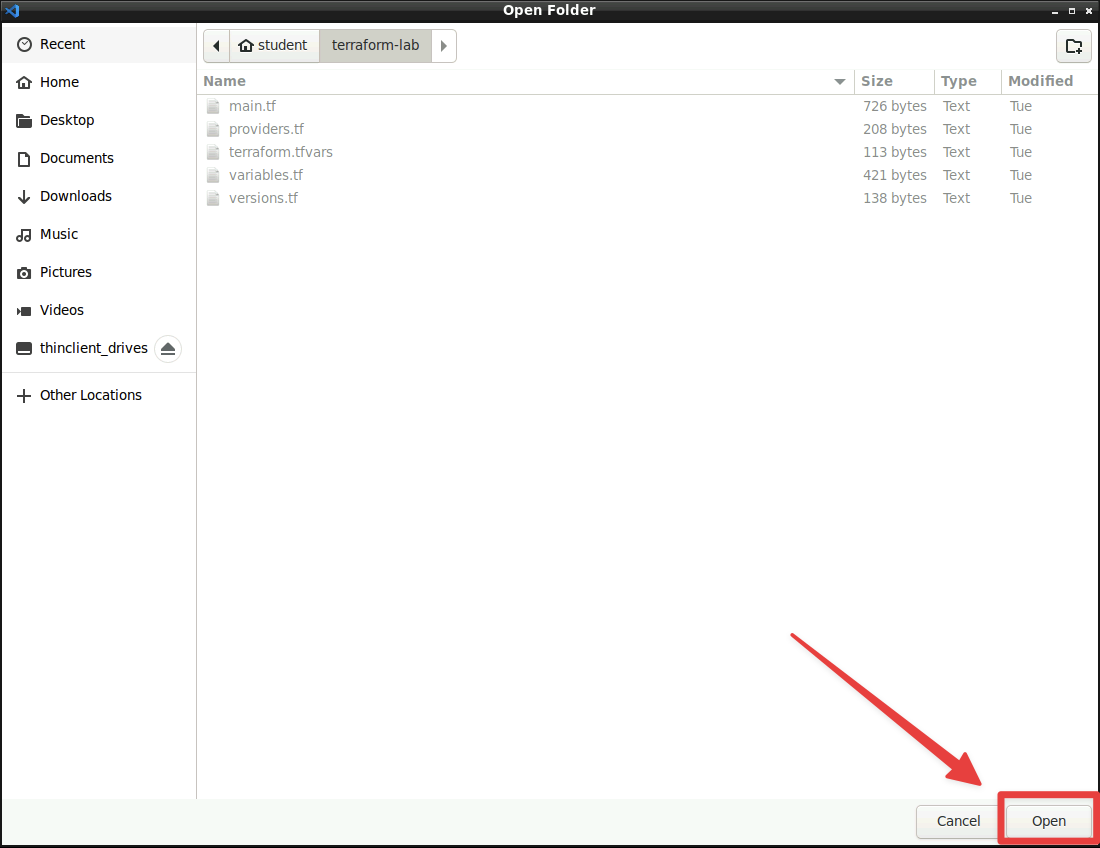 Open Folder
Recent
Home
Desktop
Documents
Downloads
Music
Pictures
Videos
thinclient_drives
Other Locations
student terraform-lab
Name Size Type Modified
main.tf 726 bytes Text Tue
providers.tf 208 bytes Text Tue
terraform.tfvars 113 bytes Text Tue
variables.tf 421 bytes Text Tue
versions.tf 138 bytes Text Tue
Cancel Open